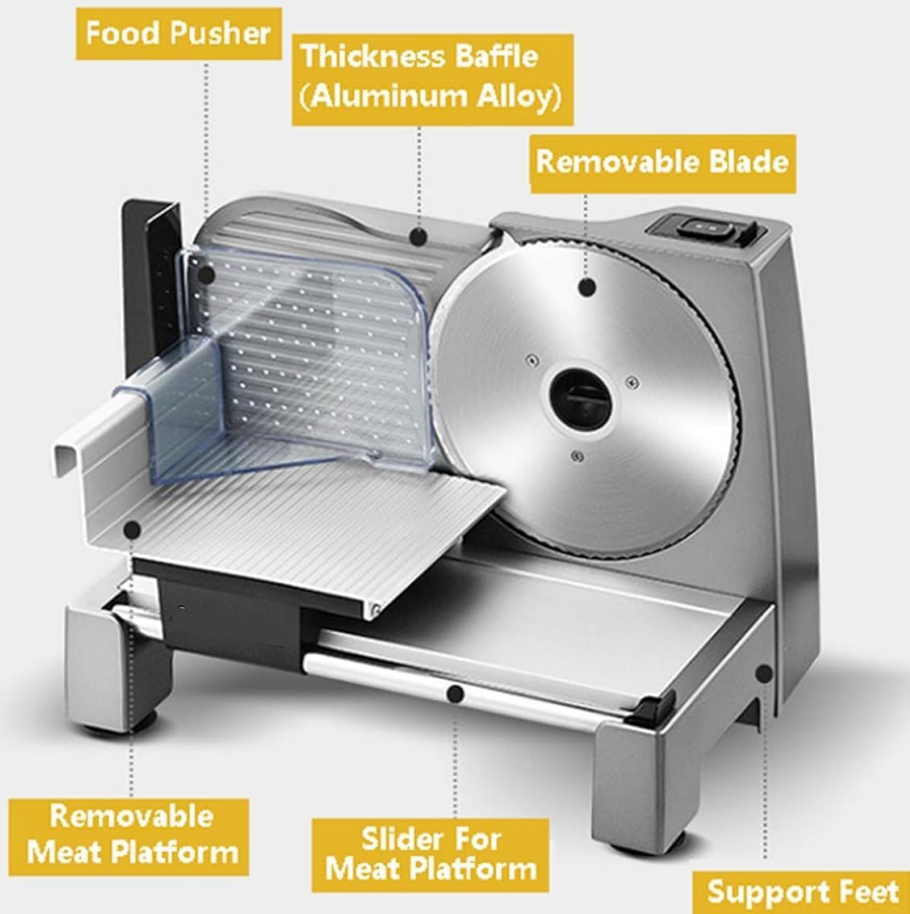 Food Pusher
Thickness Baffle
(Aluminum Alloy)
Removable Blade
Removable
Meat Platform
Slider For
Meat Platform
Support Feet